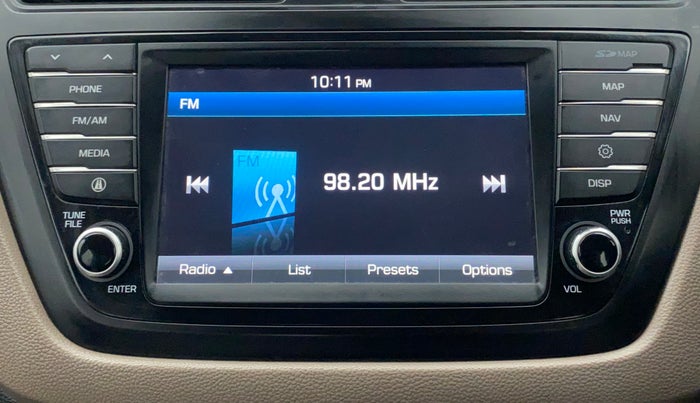 SD MAP
10:11 PM
PHONE
MAP
FM
FM/AM
NAV
FM
MEDIA
98.20 MHz
DISP
TUNE
FILE
PWR
PUSH
Radio ▲ List Presets Options
ENTER
VOL